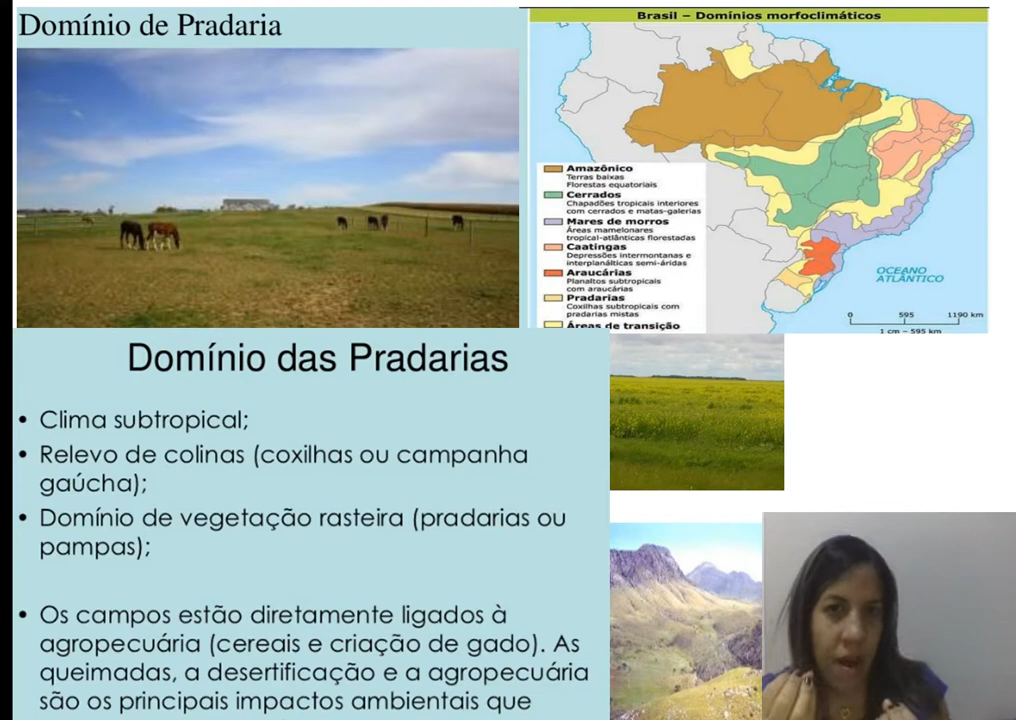 Domínio de Pradaria
Brasil – Domínios morfoclimáticos
Amazônico
Terras baixas
Florestas equatoriais
Cerrados
Chapadões tropicais interiores
com cerrados e matas-galerias
Mares de morros
Áreas mamelonares
tropical-atlânticas florestadas
Caatingas
Depressões intermontanas e
interplanálticas semi-áridas
Araucárias
Planaltos subtropicais
com araucárias
Pradarias
Coxilhas subtropicais com
pradarias mistas
Áreas de transição
OCEANO
ATLÂNTICO
0 595 1190 km
1 cm – 595 km
Domínio das Pradarias
• Clima subtropical;
• Relevo de colinas (coxilhas ou campanha
gaúcha);
• Domínio de vegetação rasteira (pradarias ou
pampas);
• Os campos estão diretamente ligados à
agropecuária (cereais e criação de gado). As
queimadas, a desertificação e a agropecuária
são os principais impactos ambientais que